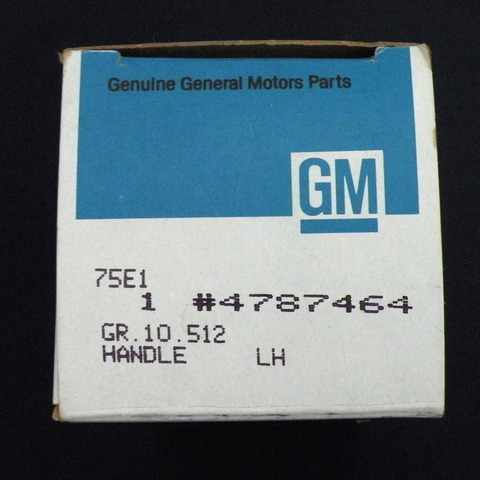 Genuine General Motors Parts
GM
75E1
1 #4787464
GR.10.512
HANDLE LH